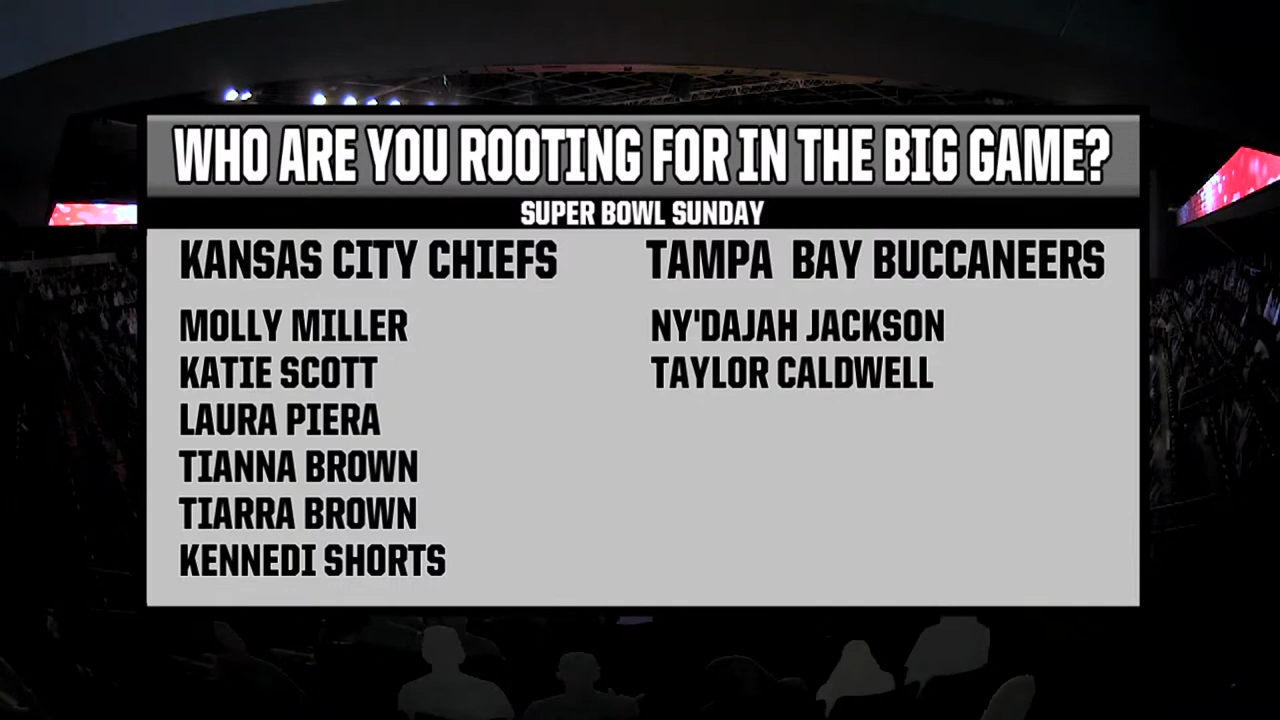 WHO ARE YOU ROOTING FOR IN THE BIG GAME?
SUPER BOWL SUNDAY
KANSAS CITY CHIEFS
MOLLY MILLER
KATIE SCOTT
LAURA PIERA
TIANNA BROWN
TIARRA BROWN
KENNEDI SHORTS
TAMPA BAY BUCCANEERS
NY'DAJAH JACKSON
TAYLOR CALDWELL